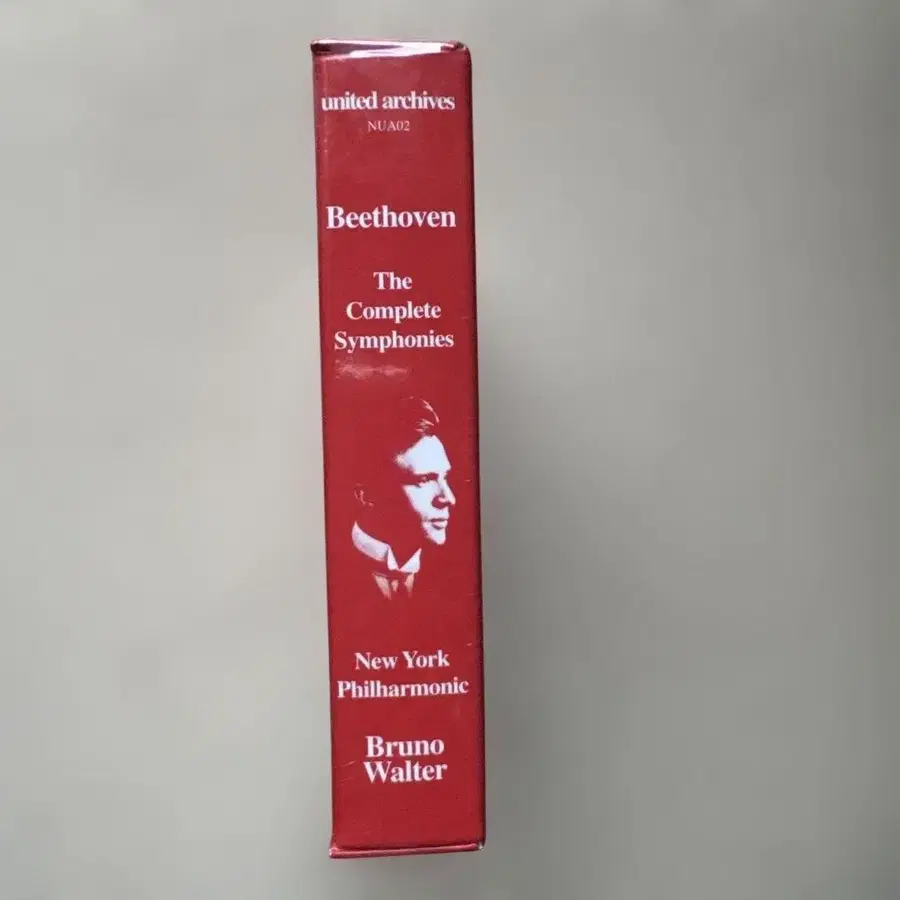 united archives
NUA02
Beethoven
The
Complete
Symphonies
New York
Philharmonic
Bruno
Walter